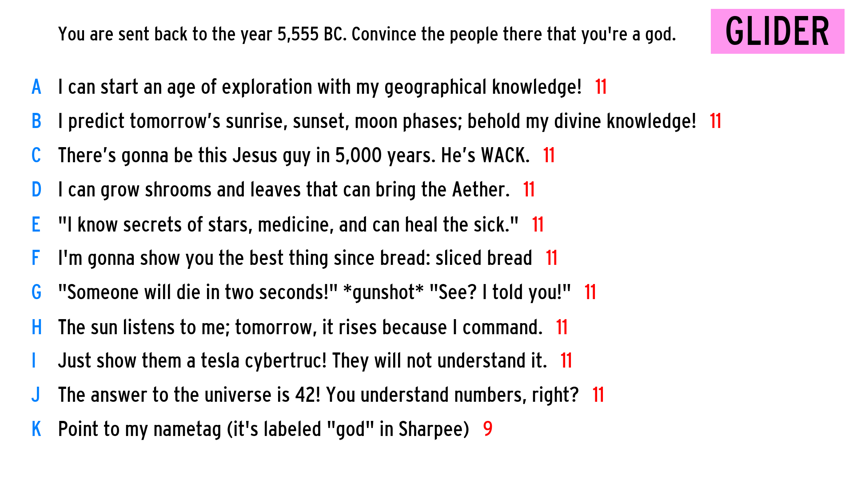 You are sent back to the year 5,555 BC. Convince the people there that you're a god.
GLIDER
A I can start an age of exploration with my geographical knowledge! 11
B I predict tomorrow’s sunrise, sunset, moon phases; behold my divine knowledge! 11
C There’s gonna be this Jesus guy in 5,000 years. He’s WACK. 11
D I can grow shrooms and leaves that can bring the Aether. 11
E "I know secrets of stars, medicine, and can heal the sick." 11
F I'm gonna show you the best thing since bread: sliced bread 11
G "Someone will die in two seconds!" *gunshot* "See? I told you!" 11
H The sun listens to me; tomorrow, it rises because I command. 11
I Just show them a tesla cybertruc! They will not understand it. 11
J The answer to the universe is 42! You understand numbers, right? 11
K Point to my nametag (it's labeled "god" in Sharpee) 9